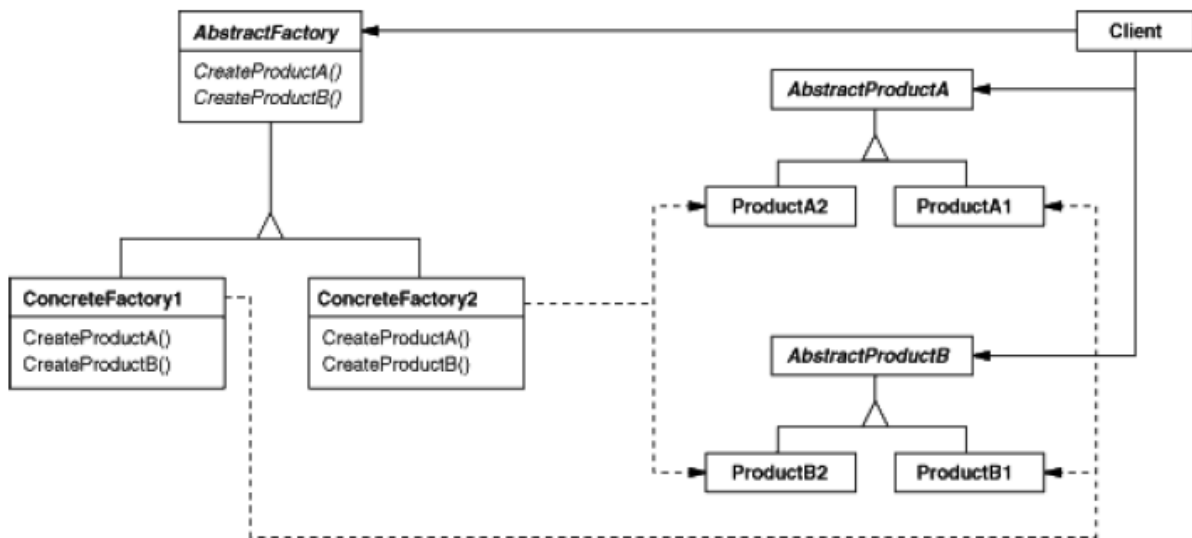 AbstractFactory
CreateProductA()
CreateProductB()
Client
AbstractProductA
ProductA2
ProductA1
ConcreteFactory1
CreateProductA()
CreateProductB()
ConcreteFactory2
CreateProductA()
CreateProductB()
AbstractProductB
ProductB2
ProductB1